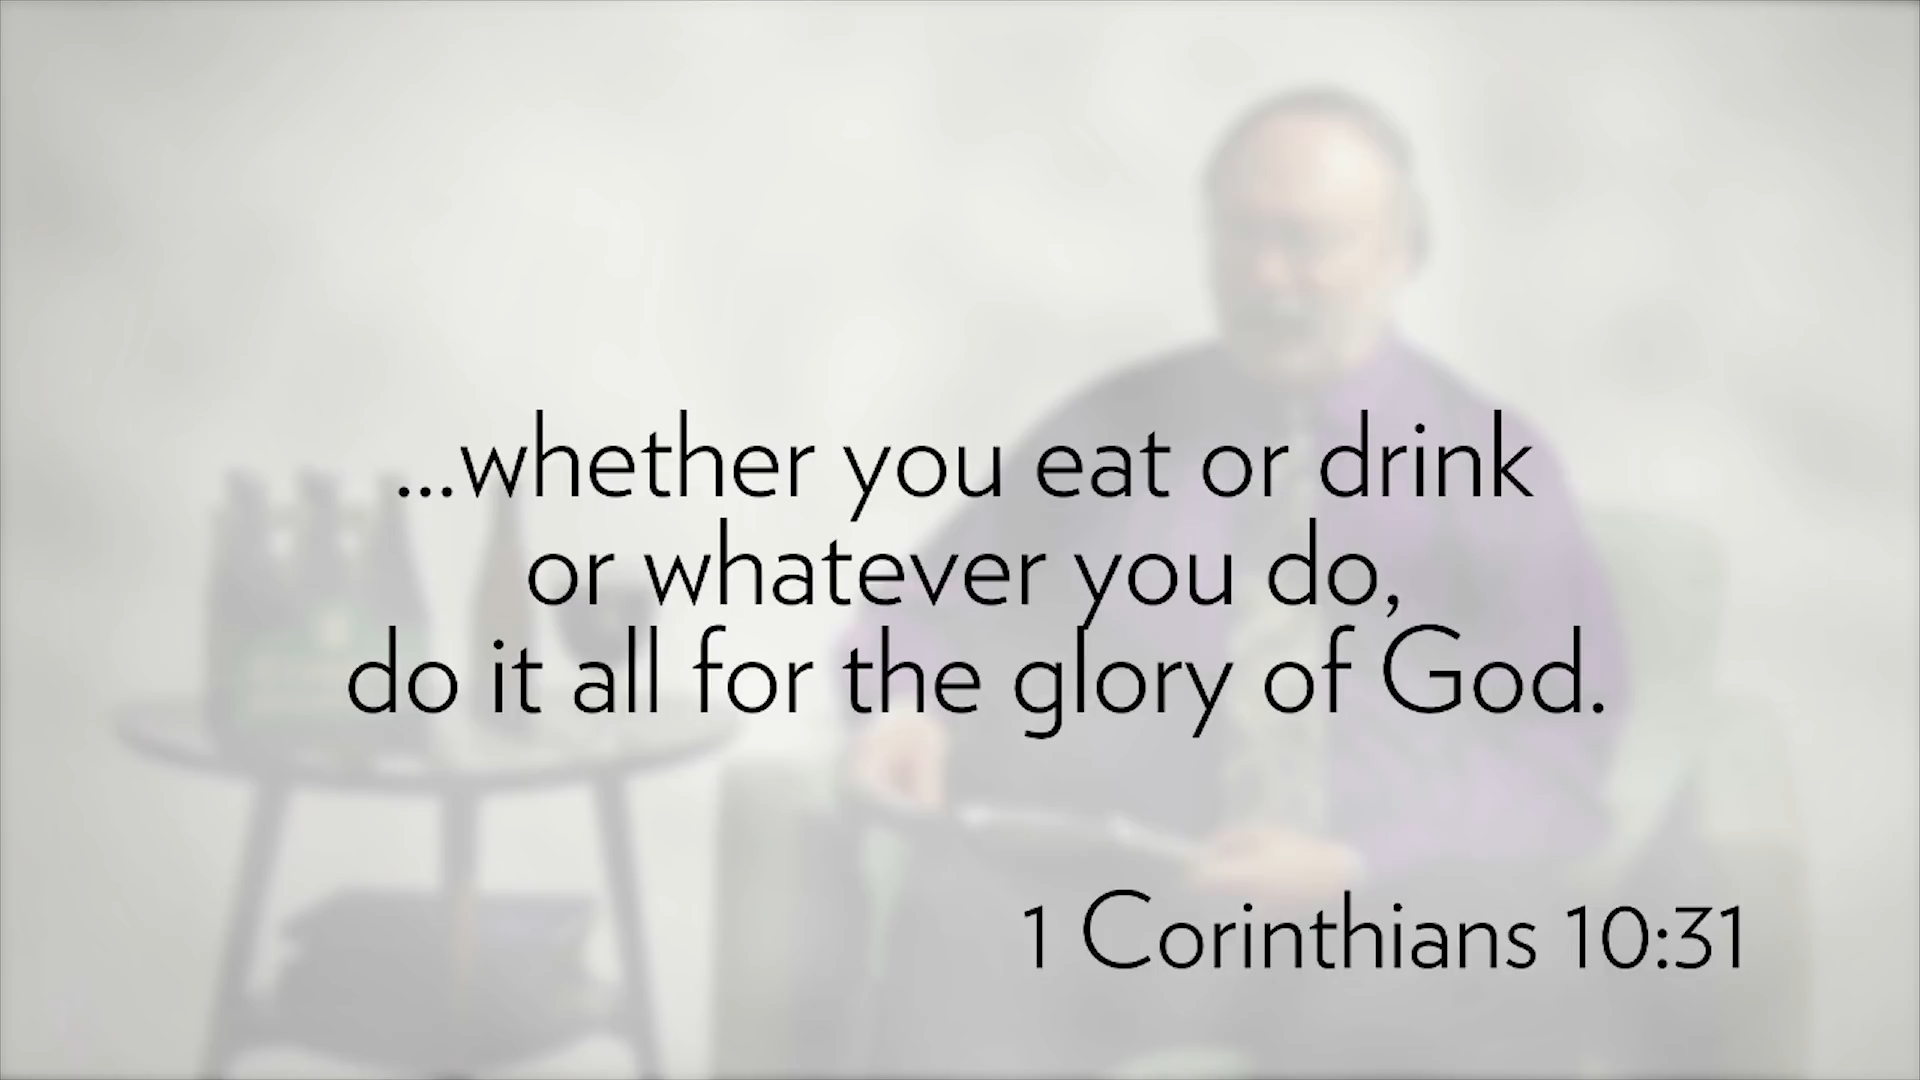 ...whether you eat or drink
or whatever you do,
do it all for the glory of God.
1 Corinthians 10:31